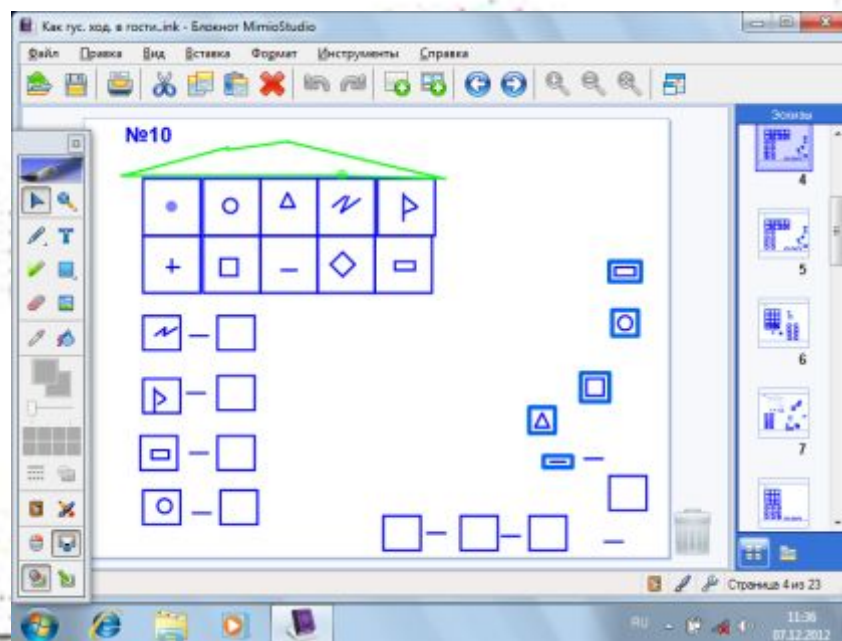 Как гус. ход. в гости..ink - Блокнот MimioStudio
Файл Правка Вид Вставка Формат Инструменты Справка
Эскизы
№10
4
5
6
7
Страница 4 из 23
RU
11:36
07.12.2012